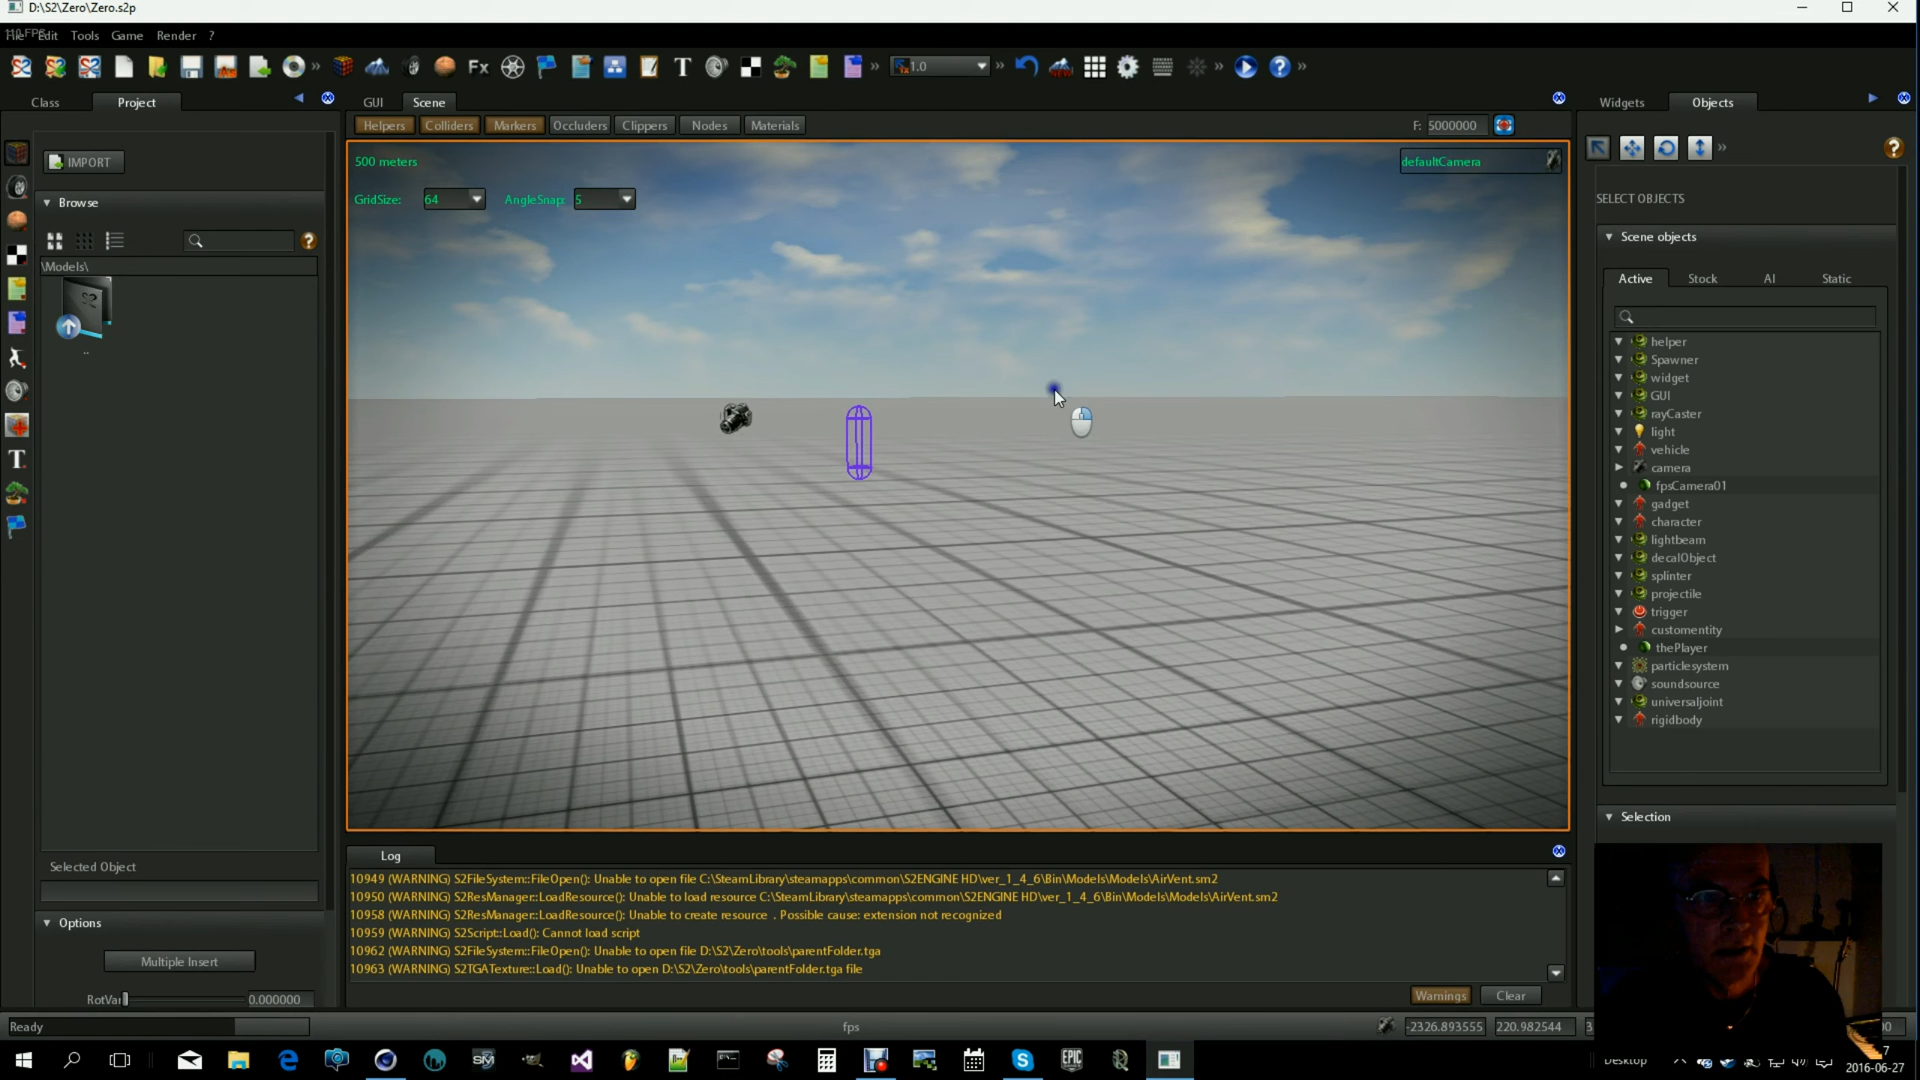 D:\S2\Zero\Zero.s2p
Edit Tools Game Render ?
Fx T 1.0
Class Project GUI Scene Widgets Objects
Helpers Colliders Markers Occluders Clippers Nodes Materials F: 5000000
IMPORT
500 meters defaultCamera
GridSize: 64 AngleSnap: 5
Browse
\Models\
S2
..
SELECT OBJECTS
Scene objects
Active Stock AI Static
helper
Spawner
widget
GUI
rayCaster
light
vehicle
camera
fpsCamera01
gadget
character
lightbeam
decalObject
splinter
projectile
trigger
customentity
thePlayer
particlesystem
soundsource
universaljoint
rigidbody
Selection
Selected Object
Options
Multiple Insert
RotVar 0.000000
Log
10949 (WARNING) S2FileSystem::FileOpen(): Unable to open file C:\SteamLibrary\steamapps\common\S2ENGINE HD\ver_1_4_6\Bin\Models\Models\AirVent.sm2
10950 (WARNING) S2ResManager::LoadResource(): Unable to load resource C:\SteamLibrary\steamapps\common\S2ENGINE HD\ver_1_4_6\Bin\Models\Models\AirVent.sm2
10958 (WARNING) S2ResManager::LoadResource(): Unable to create resource . Possible cause: extension not recognized
10959 (WARNING) S2Script::Load(): Cannot load script
10962 (WARNING) S2FileSystem::FileOpen(): Unable to open file D:\S2\Zero\tools\parentFolder.tga
10963 (WARNING) S2TGATexture::Load(): Unable to open D:\S2\Zero\tools\parentFolder.tga file
Warnings Clear
Ready fps -2326.893555 220.982544
SM EPIC GAMES Desktop
2016-06-27